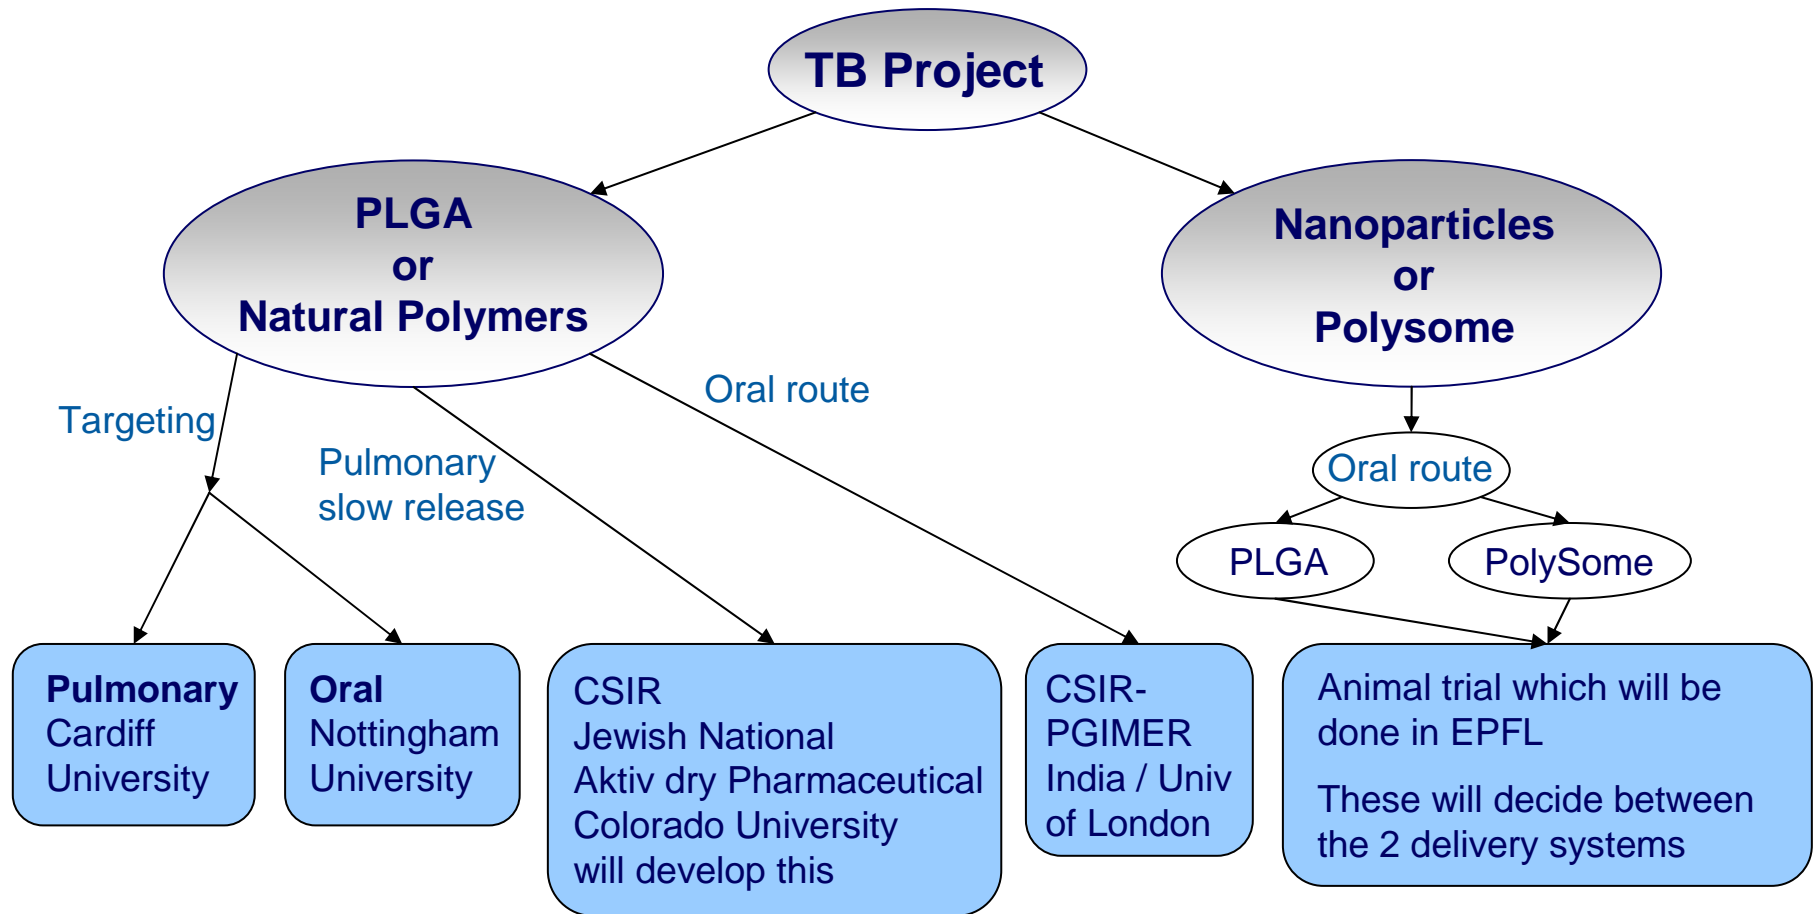 TB Project
PLGA
or
Natural Polymers
Nanoparticles
or
Polysome
Targeting
Pulmonary
slow release
Oral route
Oral route
PLGA
PolySome
Pulmonary
Cardiff
University
Oral
Nottingham
University
CSIR
Jewish National
Aktiv dry Pharmaceutical
Colorado University
will develop this
CSIR-
PGIMER
India / Univ
of London
Animal trial which will be
done in EPFL
These will decide between
the 2 delivery systems